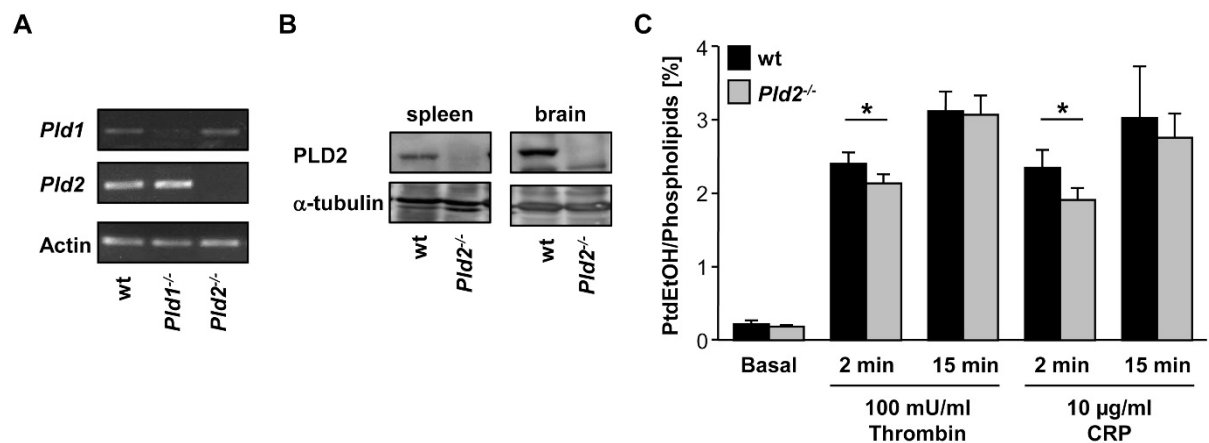 A
Pld1
Pld2
Actin
wt
Pld1-/-
Pld2-/-
B
spleen
brain
PLD2
α-tubulin
wt
Pld2-/-
wt
Pld2-/-
C
PtdEtOH/Phospholipids [%]
4
3
2
1
0
wt
Pld2-/-
*
*
Basal
2 min
15 min
2 min
15 min
100 mU/ml
Thrombin
10 µg/ml
CRP